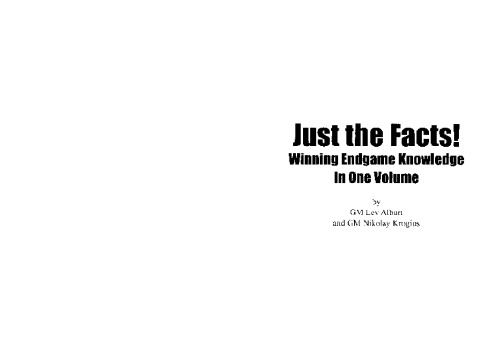 Just the Facts!
Winning Endgame Knowledge
In One Volume
by
GM Lev Alburt
and GM Nikolay Krogius